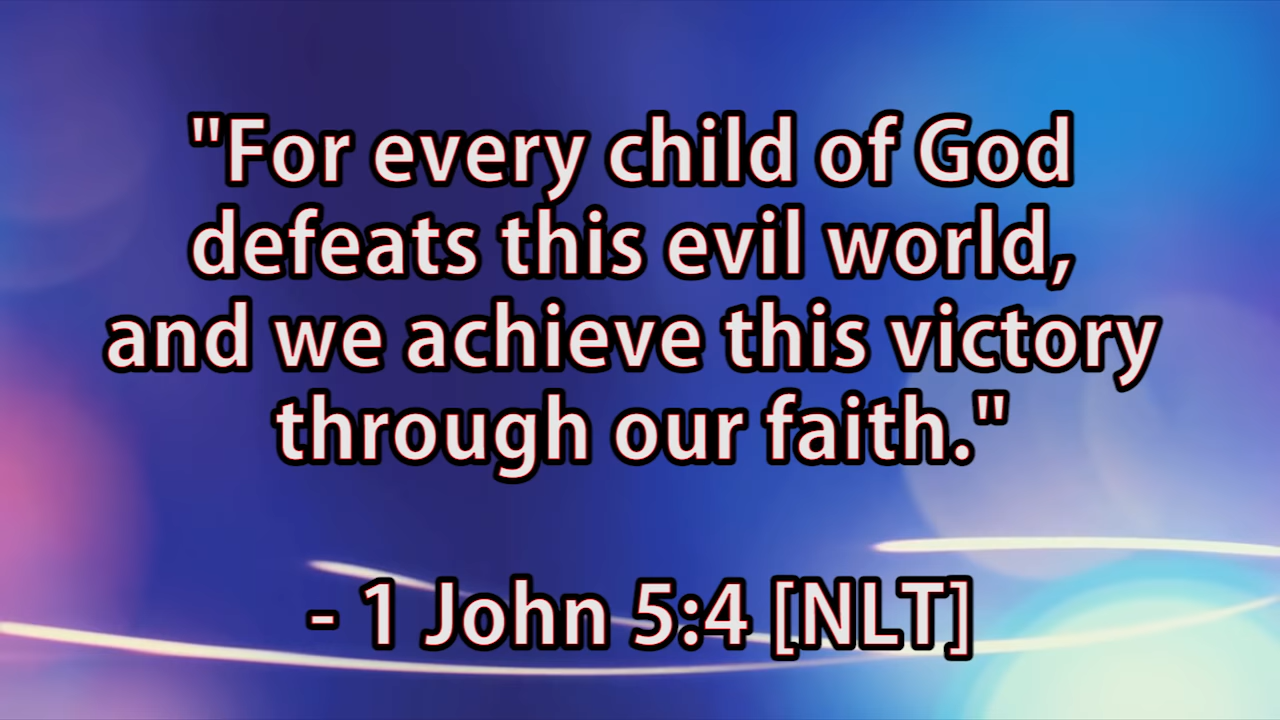 "For every child of God
defeats this evil world,
and we achieve this victory
through our faith."
- 1 John 5:4 [NLT]